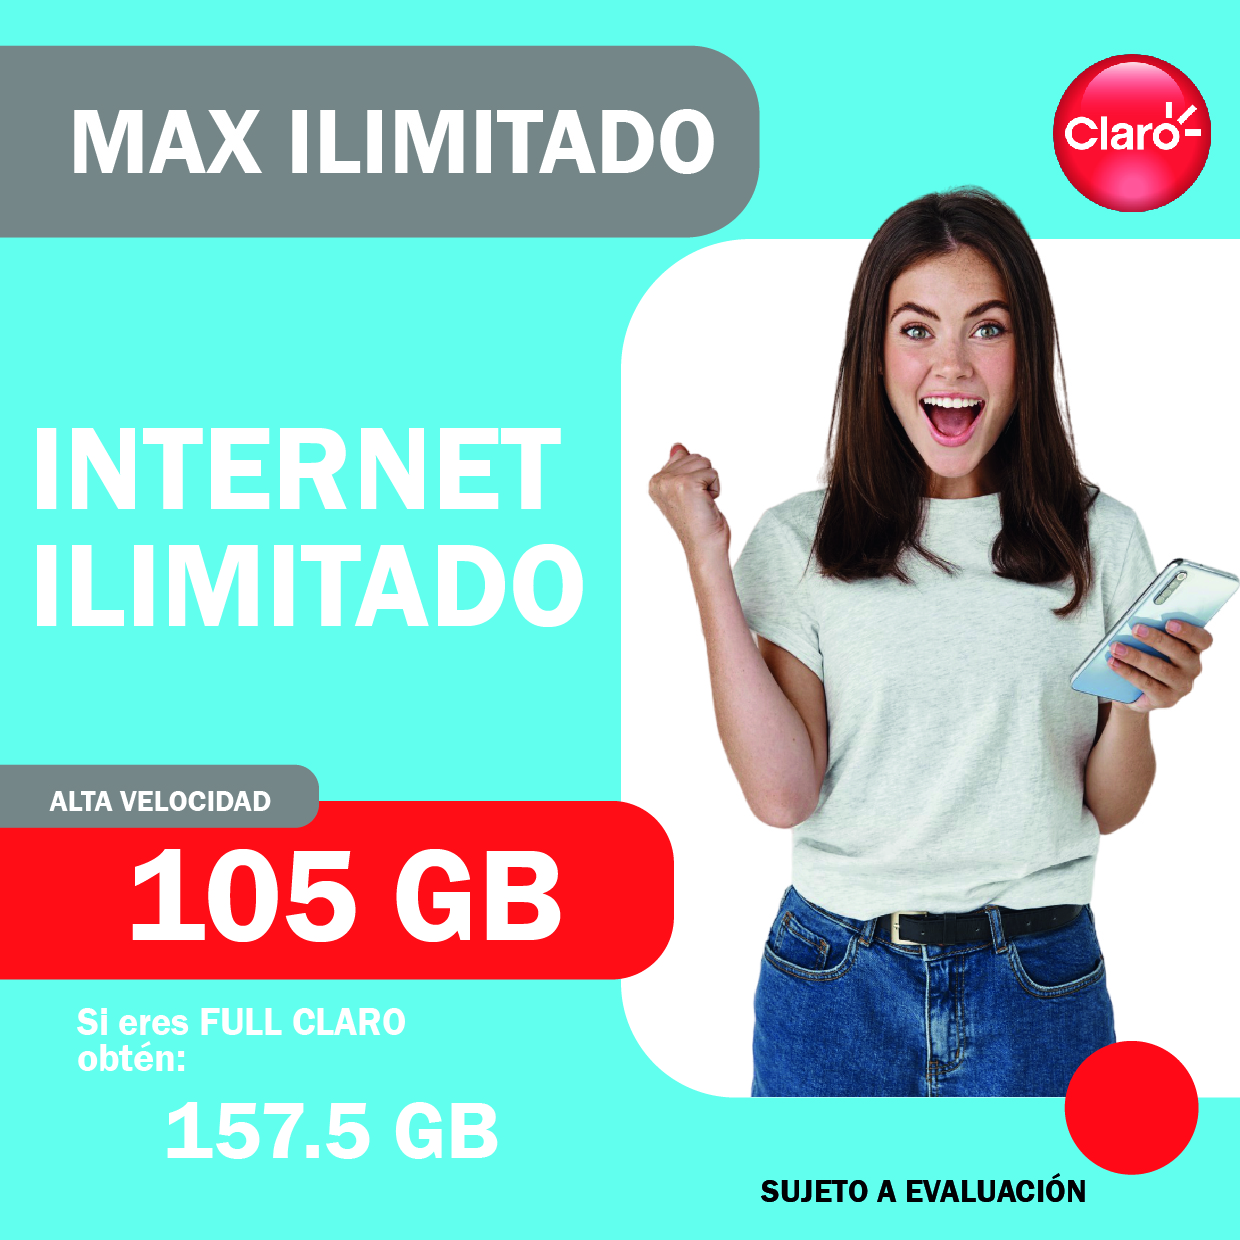 MAX ILIMITADO
Claro
INTERNET
ILIMITADO
ALTA VELOCIDAD
105 GB
Si eres FULL CLARO
obtén:
157.5 GB
SUJETO A EVALUACIÓN